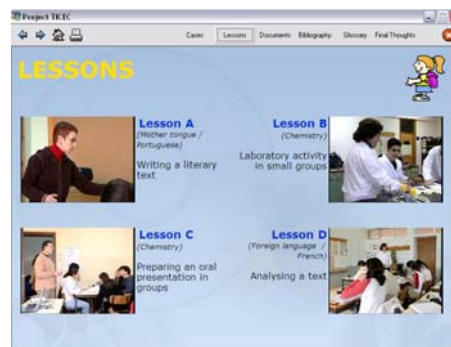 Project TICEC
Cases Lessons Documents Bibliography Glossary Final Thoughts
LESSONS
Lesson A
(Mother tongue /
Portuguese)
Writing a literary
text
Lesson B
(Chemistry)
Laboratory activity
in small groups
Lesson C
(Chemistry)
Preparing an oral
presentation in
groups
Lesson D
(Foreign language /
French)
Analysing a text